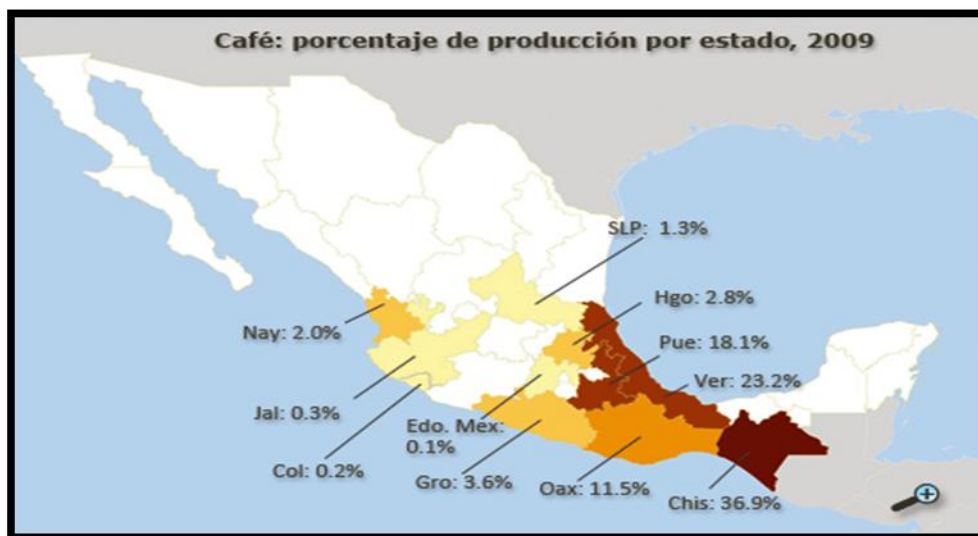 Café: porcentaje de producción por estado, 2009
SLP: 1.3%
Hgo: 2.8%
Nay: 2.0%
Pue: 18.1%
Ver: 23.2%
Jal: 0.3%
Edo. Mex:
0.1%
Col: 0.2%
Gro: 3.6%
Oax: 11.5%
Chis: 36.9%